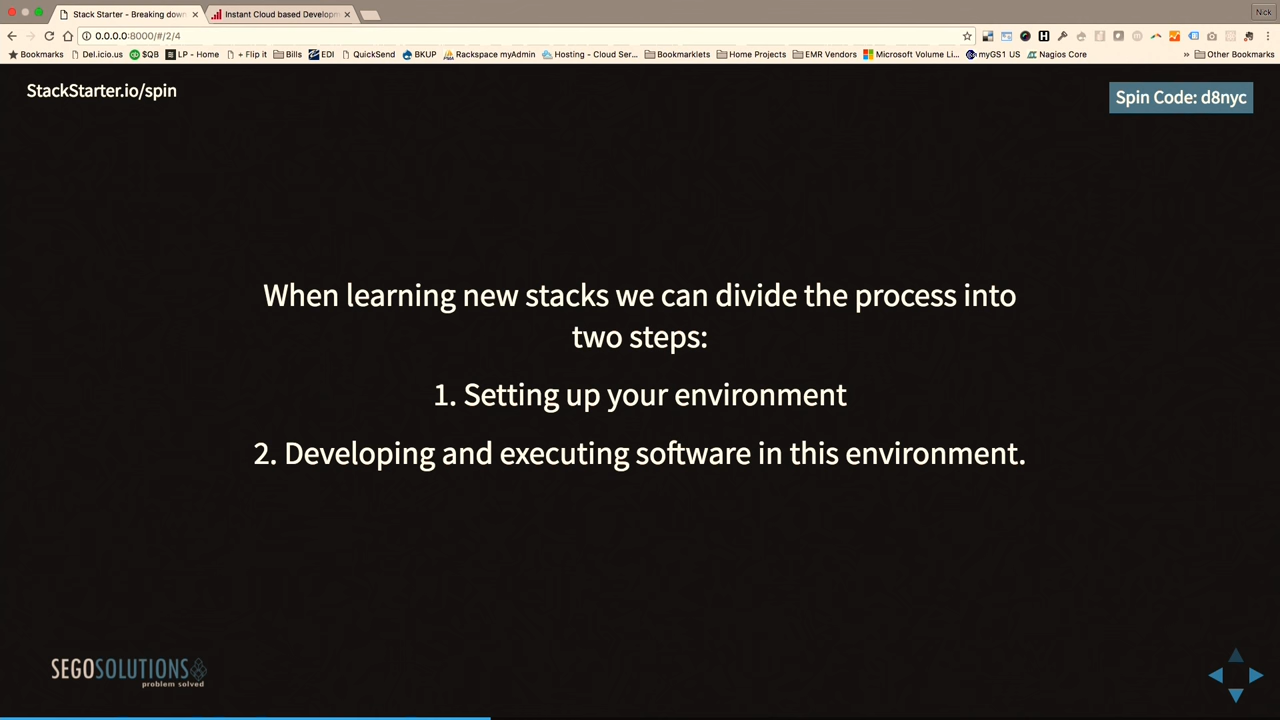 Stack Starter - Breaking down
Instant Cloud based Developm
Nick
0.0.0.0:8000/#/2/4
Bookmarks Del.icio.us $QB LP - Home + Flip it Bills EDI QuickSend BKUP Rackspace myAdmin Hosting - Cloud Ser... Bookmarklets Home Projects EMR Vendors Microsoft Volume Li... myGS1 US Nagios Core » Other Bookmarks
StackStarter.io/spin
Spin Code: d8nyc
When learning new stacks we can divide the process into
two steps:
1. Setting up your environment
2. Developing and executing software in this environment.
SEGOSOLUTIONS
problem solved